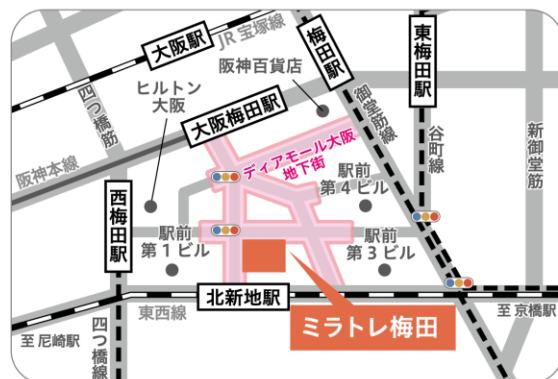 大阪駅
JR 宝塚線
梅田駅
東梅田駅
阪神百貨店
四つ橋筋
ヒルトン
大阪
大阪梅田駅
御堂筋線
谷町線
新御堂筋
阪神本線
ディアモール大阪
地下街
西梅田駅
駅前
第4ビル
駅前
第1ビル
駅前
第3ビル
北新地駅
東西線
至 尼崎駅
四つ橋線
至 京橋駅
ミラトレ梅田